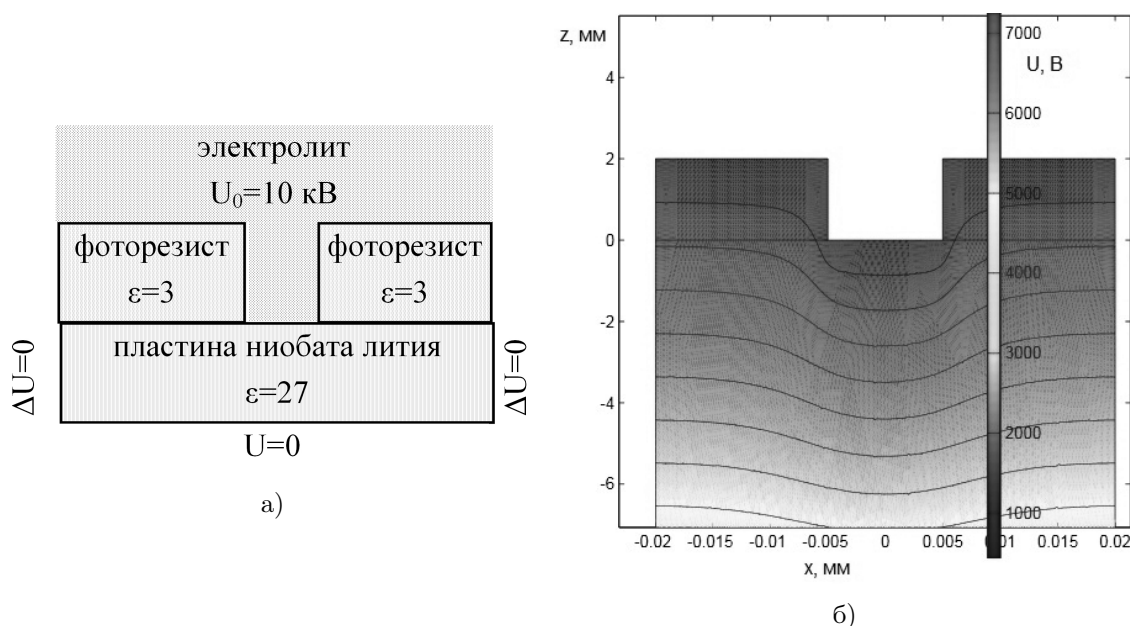 электролит
U₀=10 кВ
фоторезист
ε=3
фоторезист
ε=3
пластина ниобата лития
ε=27
ΔU=0
ΔU=0
U=0
а)
z, мм
4
2
0
-2
-4
-6
-0.02 -0.015 -0.01 -0.005 0 0.005 0.01 0.015 0.02
x, мм
U, В
7000
6000
5000
4000
3000
2000
1000
б)